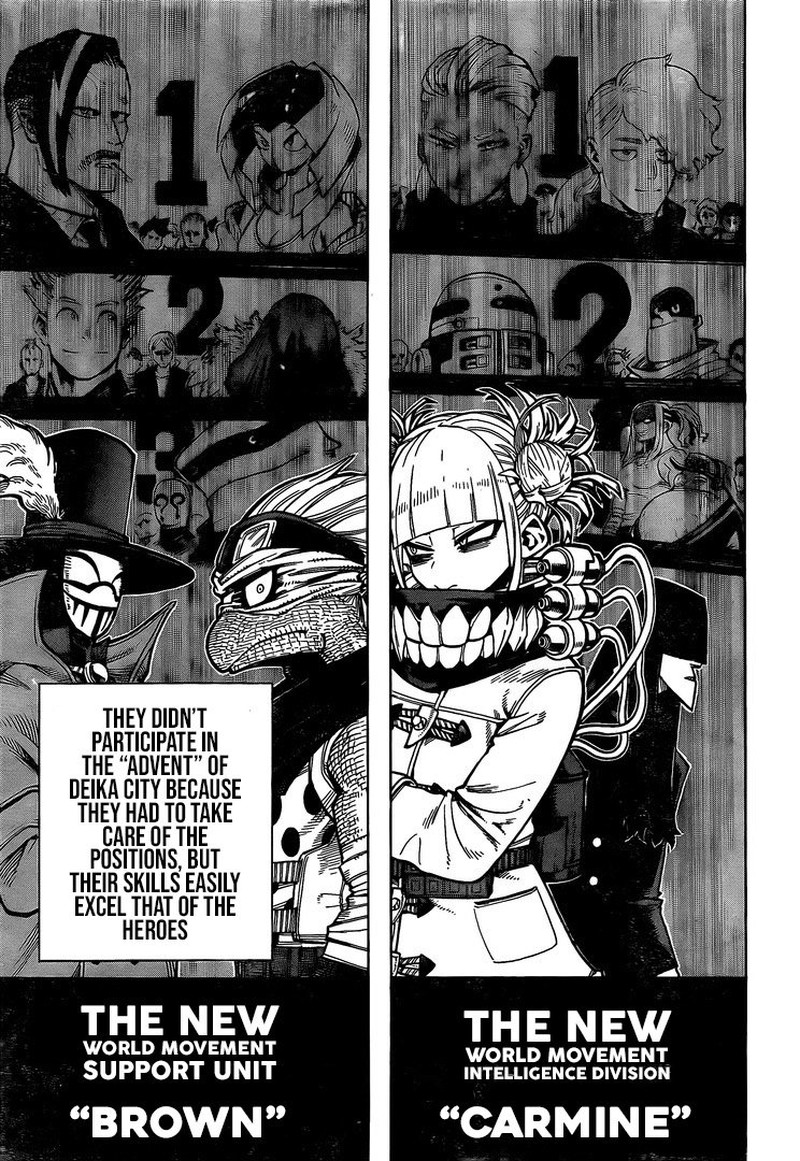 1
2
3
THEY DIDN'T
PARTICIPATE IN
THE "ADVENT" OF
DEIKA CITY BECAUSE
THEY HAD TO TAKE
CARE OF THE
POSITIONS, BUT
THEIR SKILLS EASILY
EXCEL THAT OF THE
HEROES
THE NEW
WORLD MOVEMENT
SUPPORT UNIT
"BROWN"
1
2
THE NEW
WORLD MOVEMENT
INTELLIGENCE DIVISION
"CARMINE"